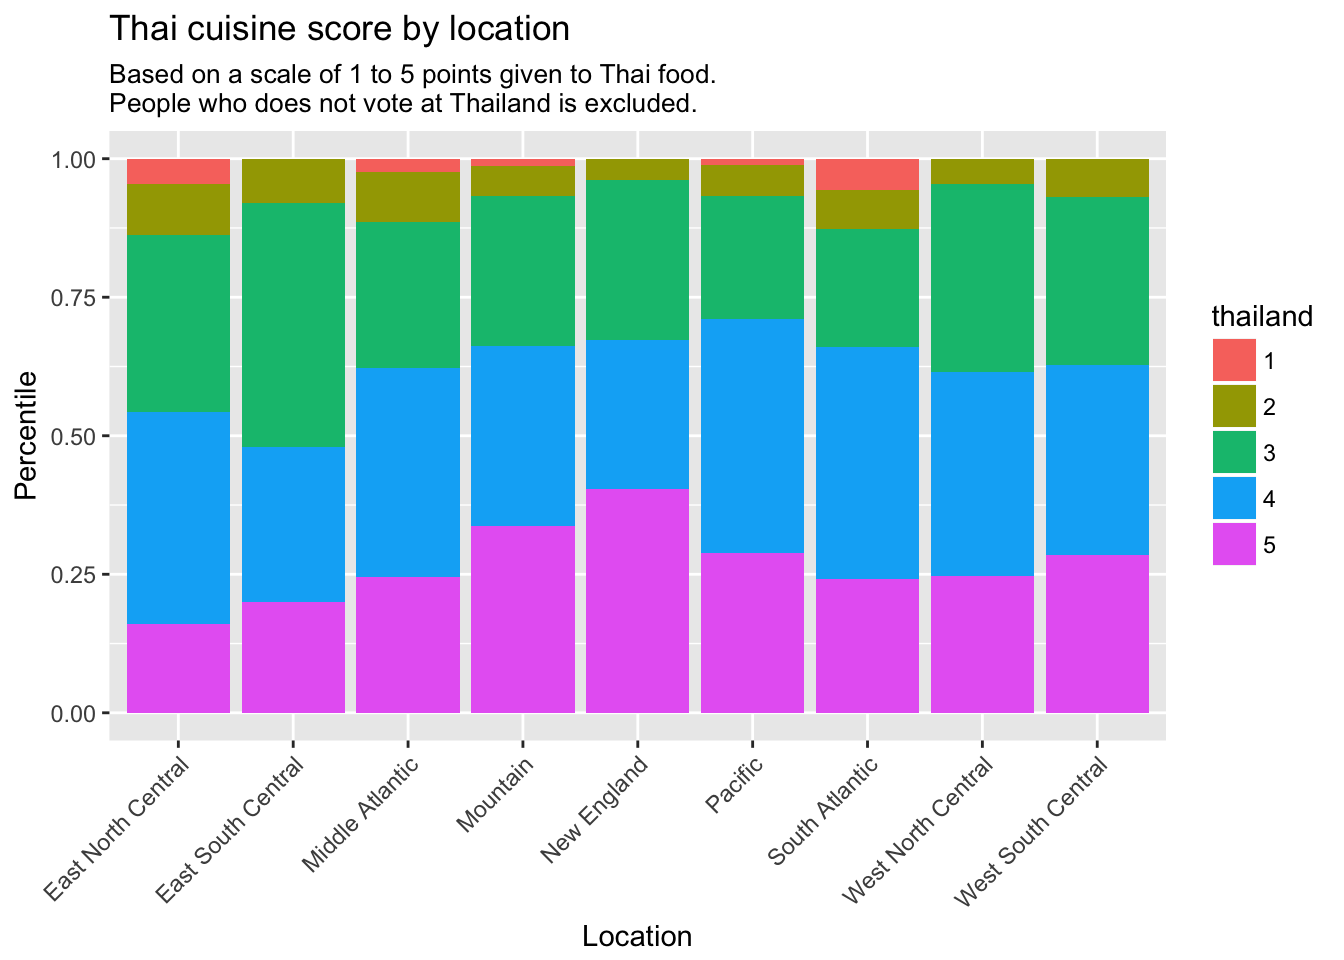 Thai cuisine score by location
Based on a scale of 1 to 5 points given to Thai food.
People who does not vote at Thailand is excluded.
Percentile
1.00
0.75
0.50
0.25
0.00
East North Central
East South Central
Middle Atlantic
Mountain
New England
Pacific
South Atlantic
West North Central
West South Central
Location
thailand
1
2
3
4
5